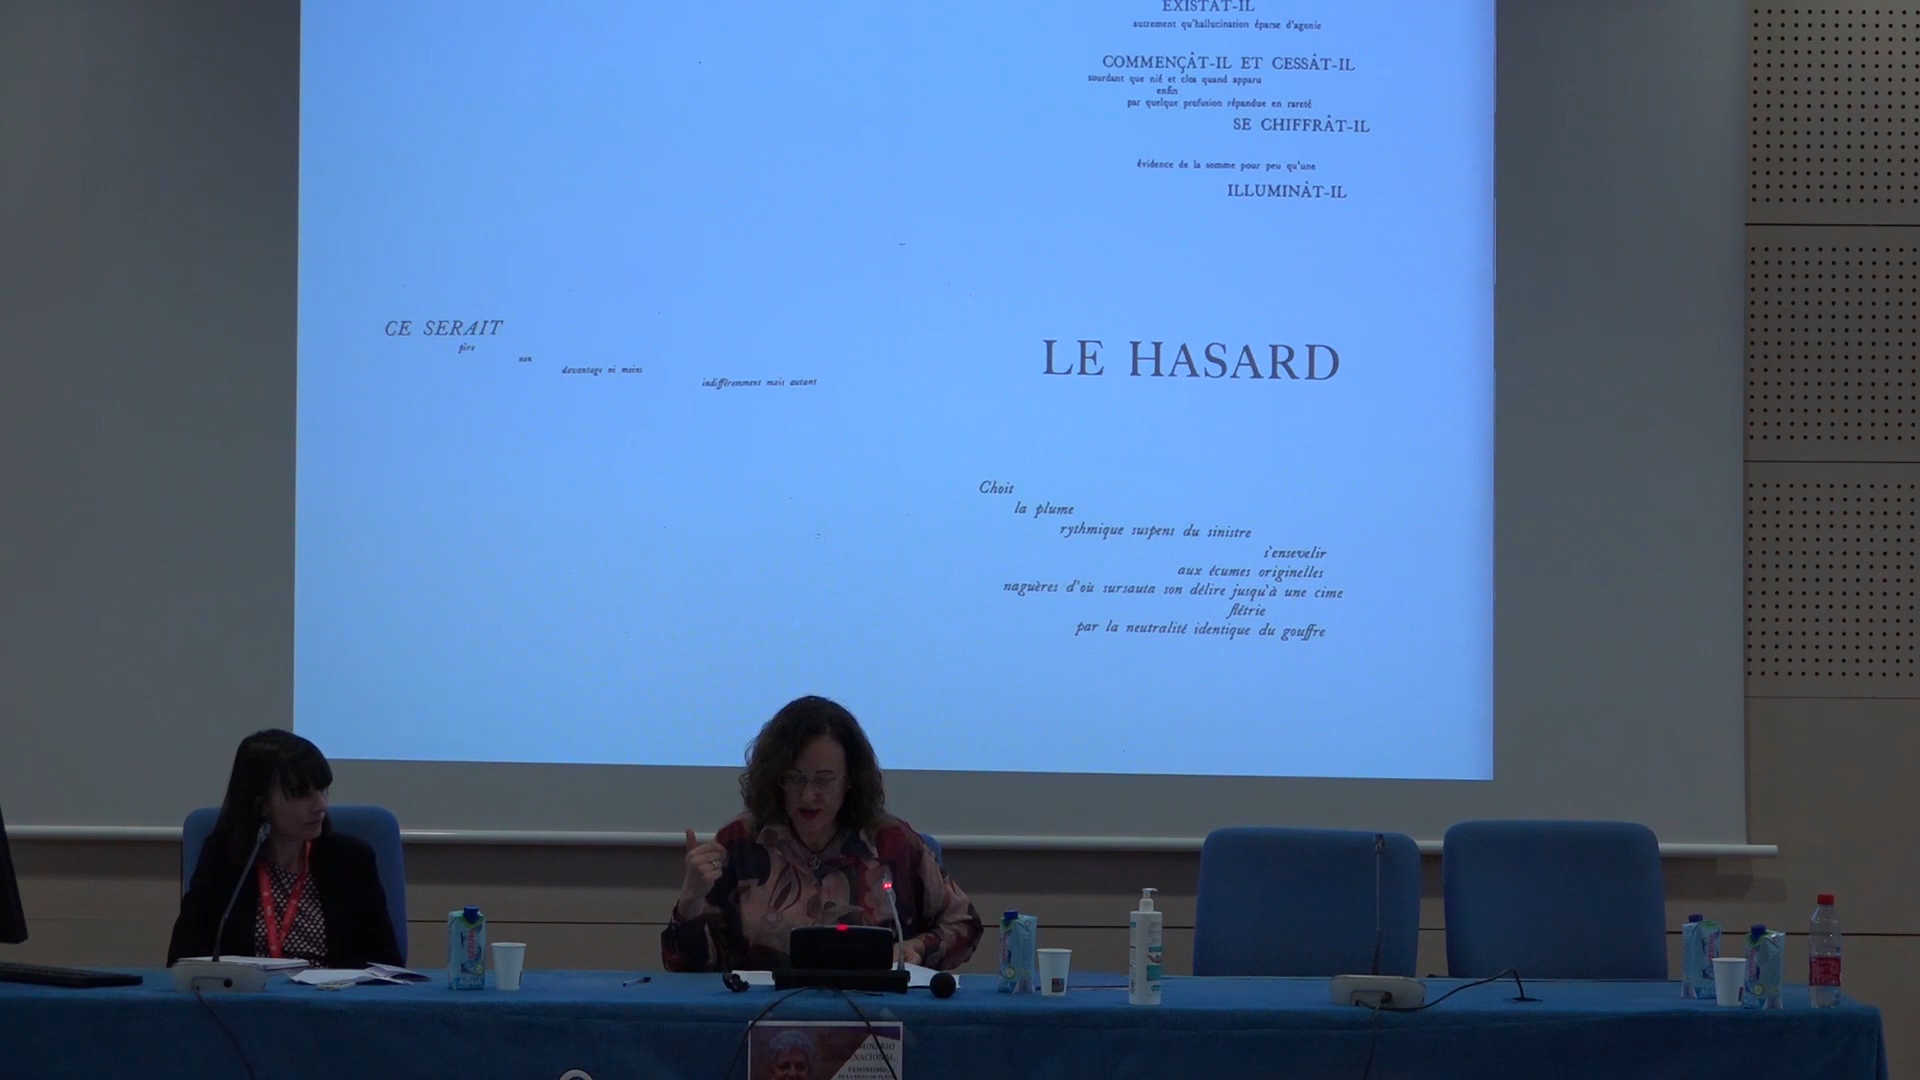 EXISTÂT-IL
autrement qu'hallucination éparse d'agonie
COMMENÇÂT-IL ET CESSÂT-IL
sourdant que nié et clos quand apparu
enfin
par quelque profusion répandue en rareté
SE CHIFFRÂT-IL
évidence de la somme pour peu qu'une
ILLUMINÂT-IL
CE SERAIT
pire
non
davantage ni moins
indifféremment mais autant
LE HASARD
Choit
la plume
rythmique suspens du sinistre
s'ensevelir
aux écumes originelles
naguères d'où sursauta son délire jusqu'à une cime
flétrie
par la neutralité identique du gouffre
FEMINISMO